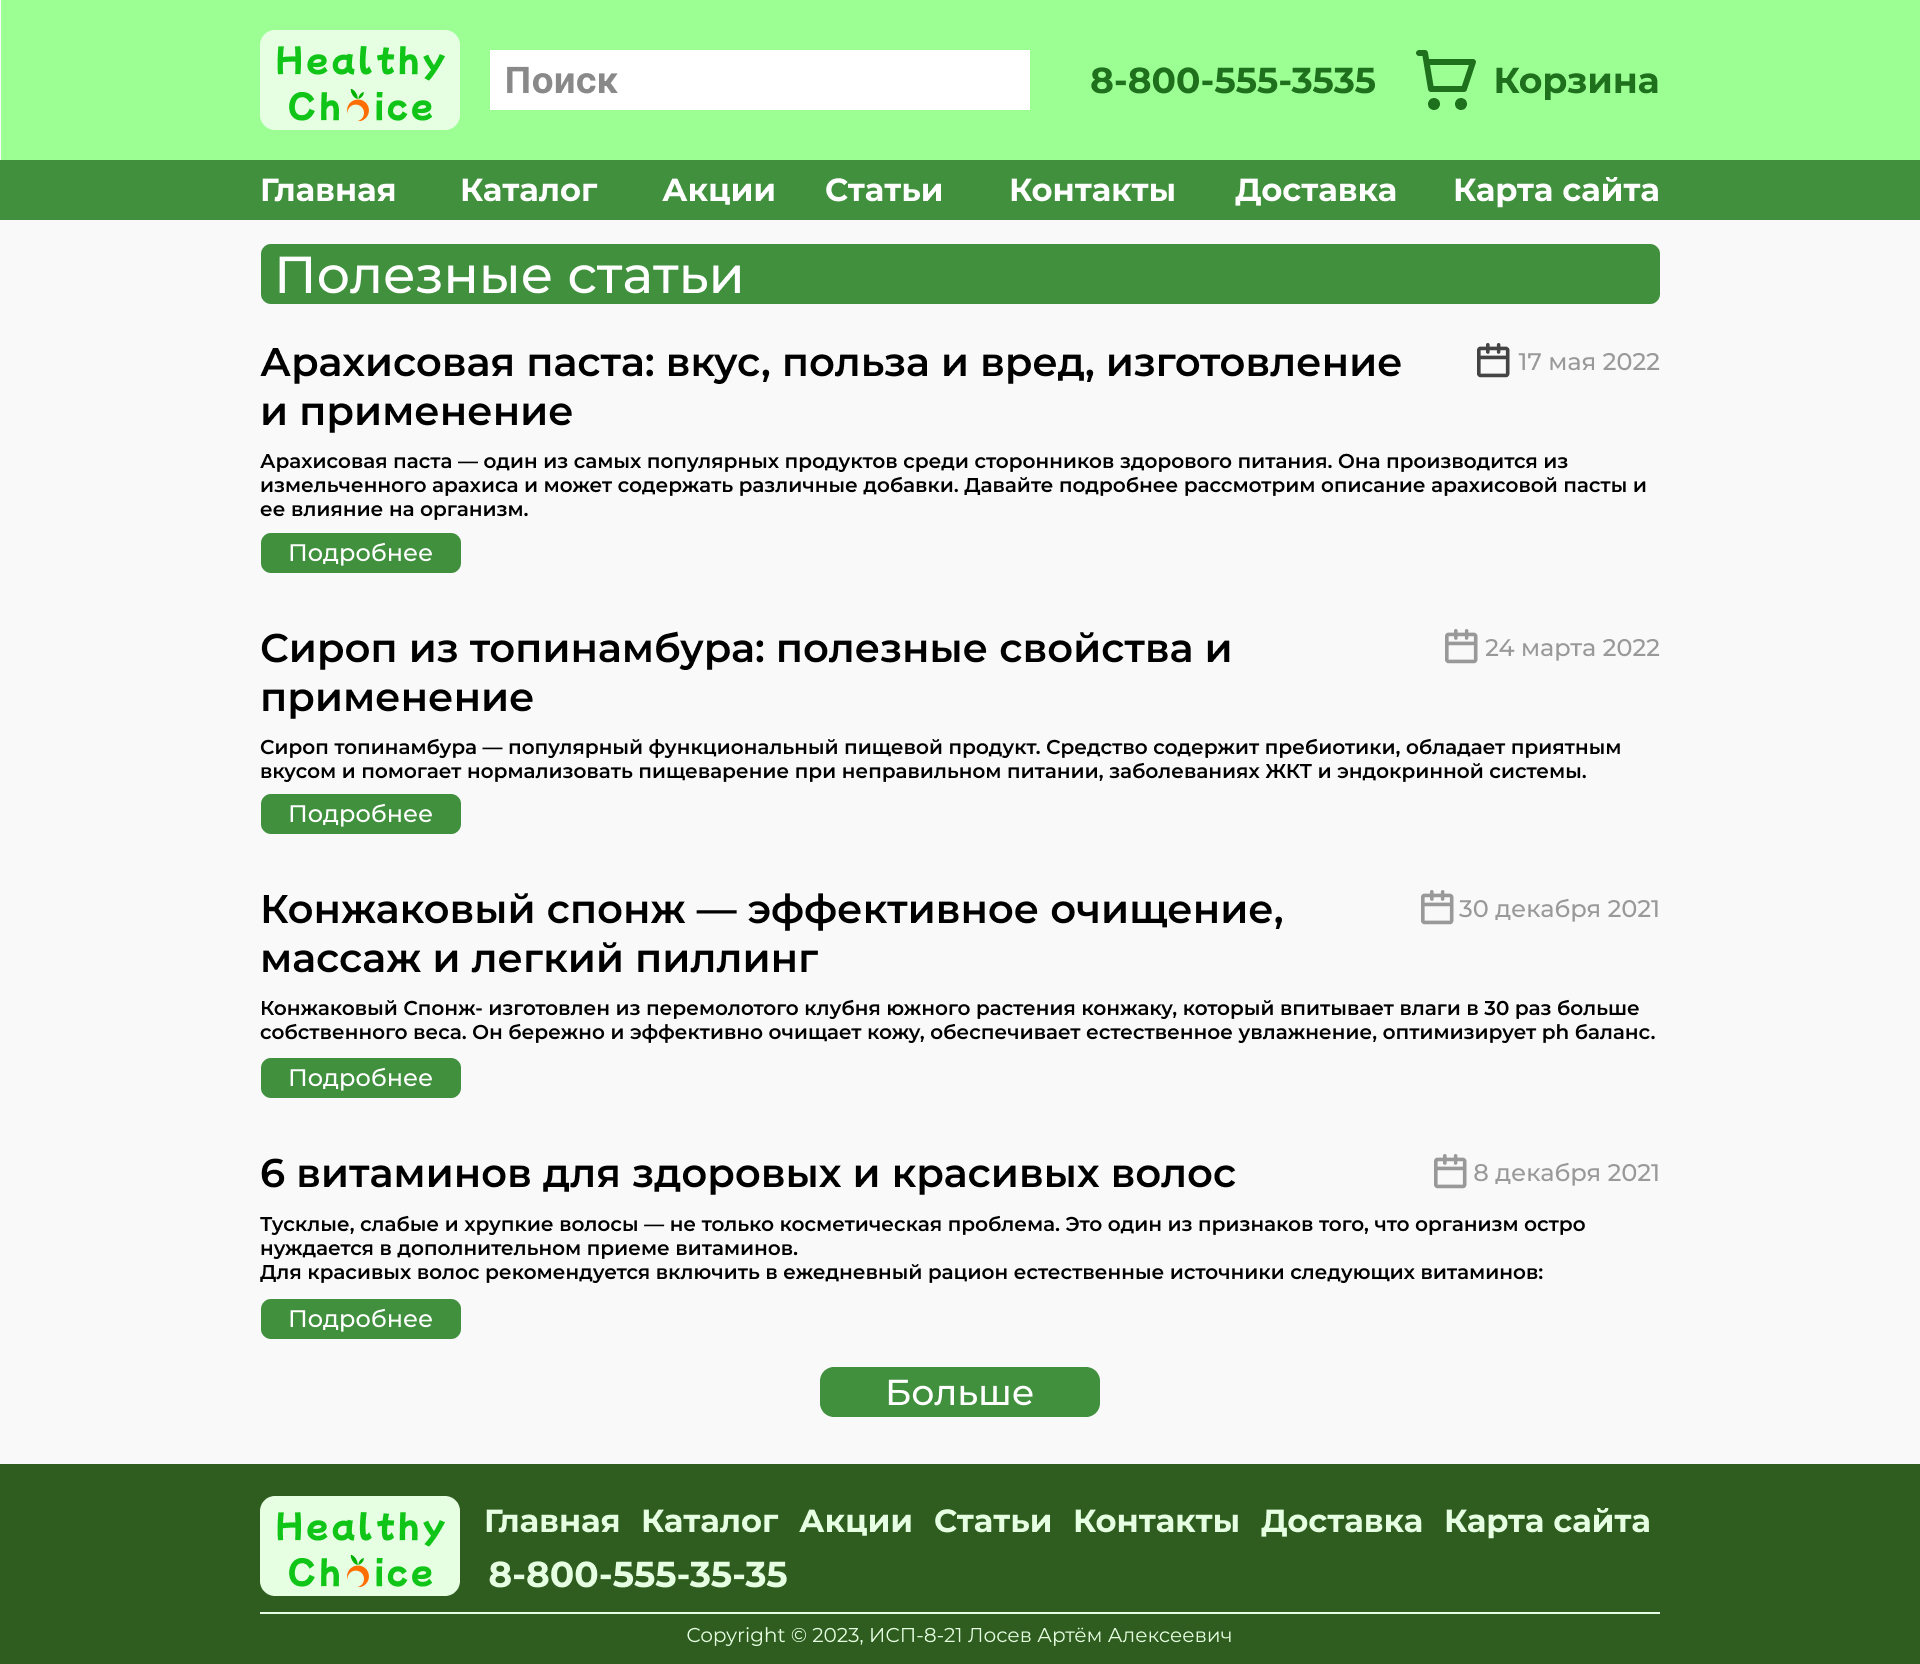 Healthy
Choice
Поиск
8-800-555-3535
Корзина
Главная Каталог Акции Статьи Контакты Доставка Карта сайта
Полезные статьи
Арахисовая паста: вкус, польза и вред, изготовление
и применение
17 мая 2022
Арахисовая паста — один из самых популярных продуктов среди сторонников здорового питания. Она производится из
измельченного арахиса и может содержать различные добавки. Давайте подробнее рассмотрим описание арахисовой пасты и
ее влияние на организм.
Подробнее
Сироп из топинамбура: полезные свойства и
применение
24 марта 2022
Сироп топинамбура — популярный функциональный пищевой продукт. Средство содержит пребиотики, обладает приятным
вкусом и помогает нормализовать пищеварение при неправильном питании, заболеваниях ЖКТ и эндокринной системы.
Подробнее
Конжаковый спонж — эффективное очищение,
массаж и легкий пиллинг
30 декабря 2021
Конжаковый Спонж- изготовлен из перемолотого клубня южного растения конжаку, который впитывает влаги в 30 раз больше
собственного веса. Он бережно и эффективно очищает кожу, обеспечивает естественное увлажнение, оптимизирует ph баланс.
Подробнее
6 витаминов для здоровых и красивых волос
8 декабря 2021
Тусклые, слабые и хрупкие волосы — не только косметическая проблема. Это один из признаков того, что организм остро
нуждается в дополнительном приеме витаминов.
Для красивых волос рекомендуется включить в ежедневный рацион естественные источники следующих витаминов:
Подробнее
Больше
Healthy
Choice
Главная Каталог Акции Статьи Контакты Доставка Карта сайта
8-800-555-35-35
Copyright © 2023, ИСП-8-21 Лосев Артём Алексеевич